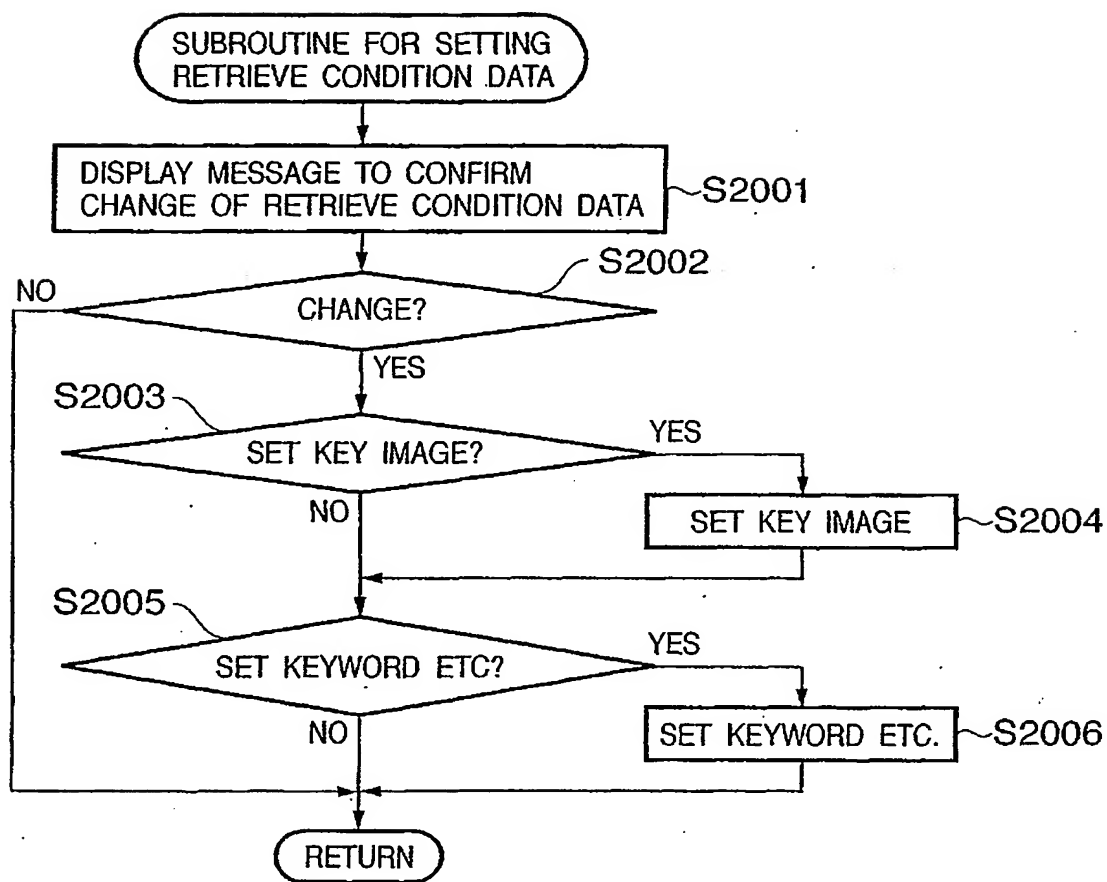 SUBROUTINE FOR SETTING
RETRIEVE CONDITION DATA
DISPLAY MESSAGE TO CONFIRM
CHANGE OF RETRIEVE CONDITION DATA
S2001
S2002
NO
CHANGE?
YES
S2003
SET KEY IMAGE?
YES
NO
SET KEY IMAGE
S2004
S2005
SET KEYWORD ETC?
YES
NO
SET KEYWORD ETC.
S2006
RETURN